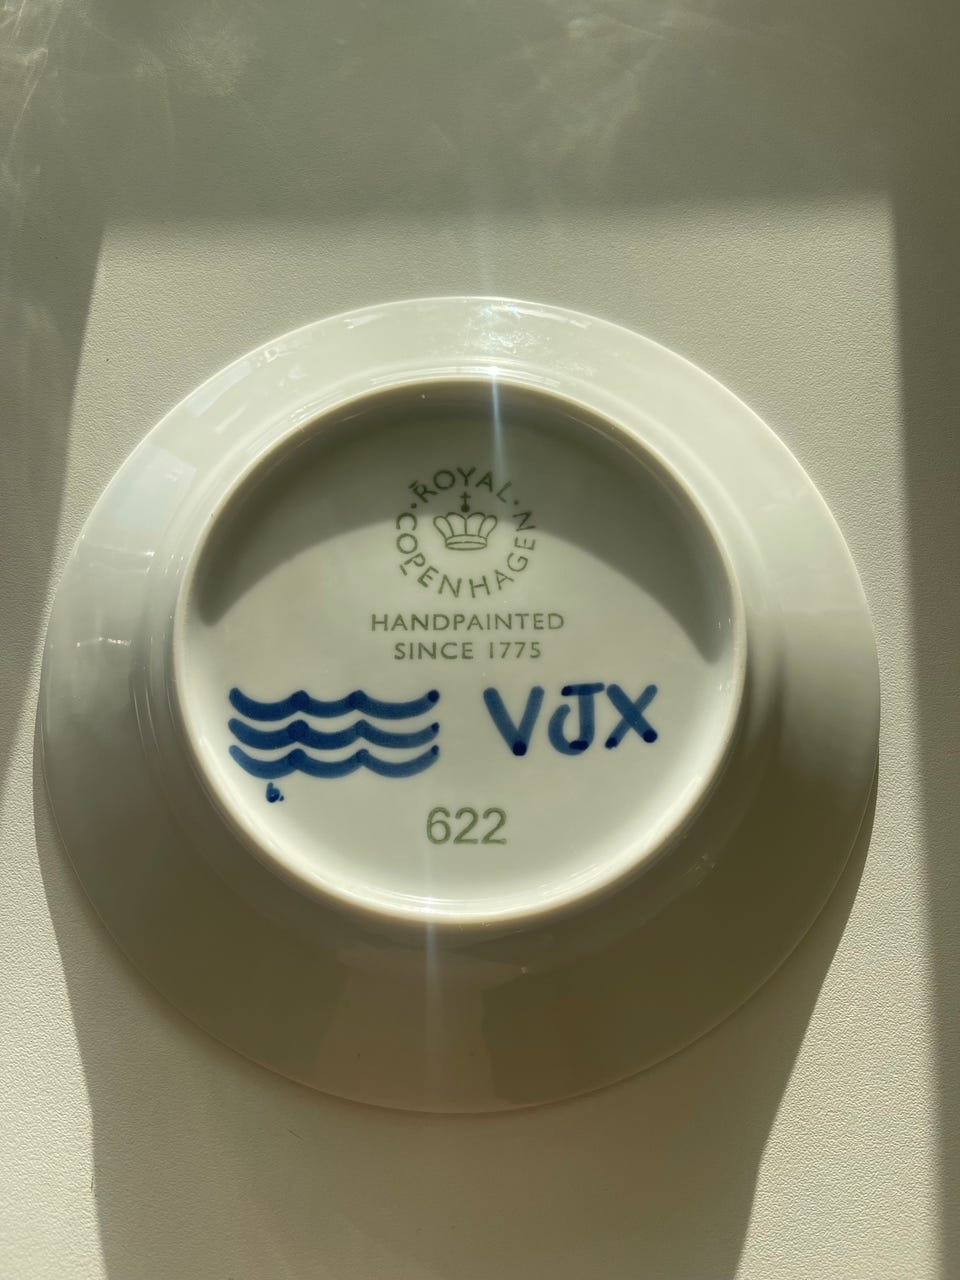 ROYAL
COPENHAGEN
HANDPAINTED
SINCE 1775
VJX
b.
622